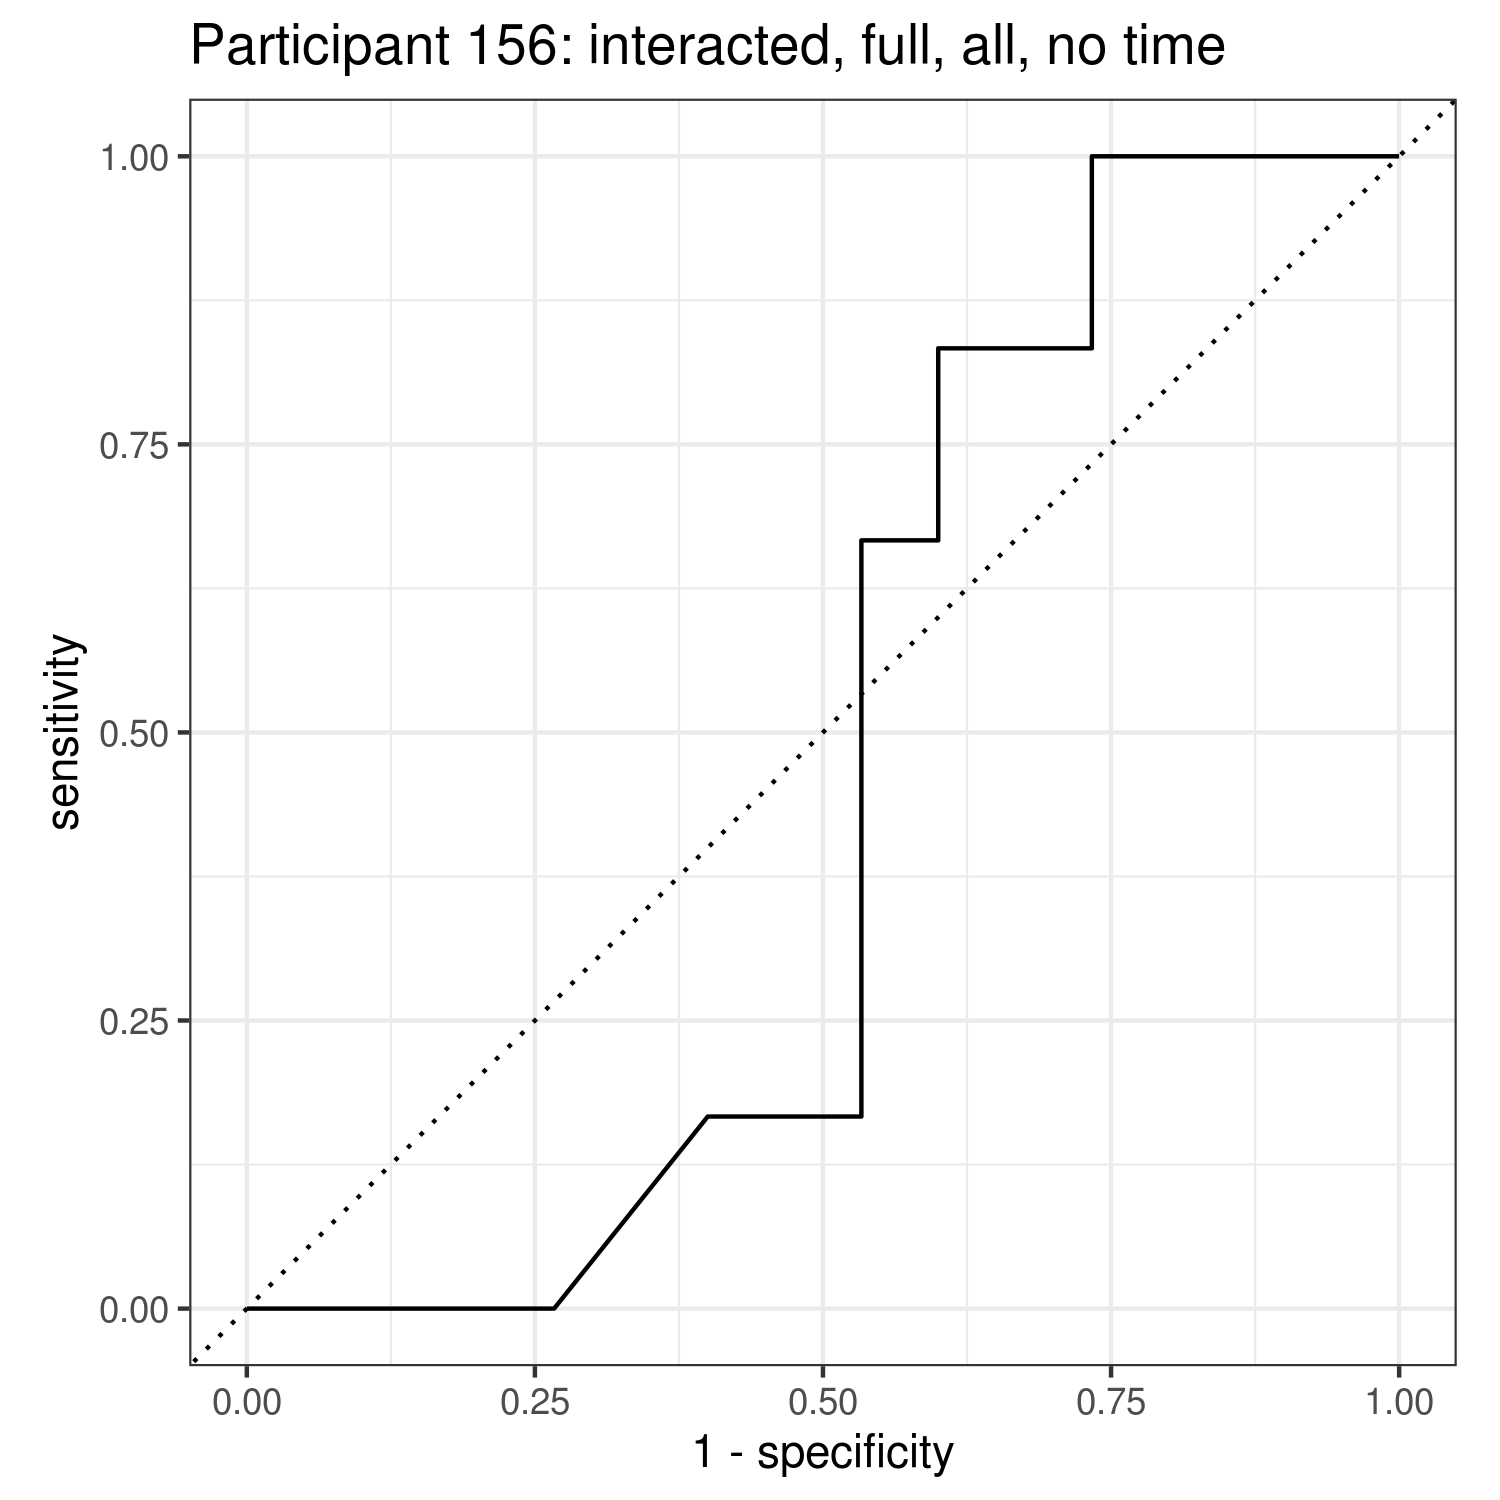 Participant 156: interacted, full, all, no time
1.00
0.75
0.50
0.25
0.00
sensitivity
0.00 0.25 0.50 0.75 1.00
1 - specificity